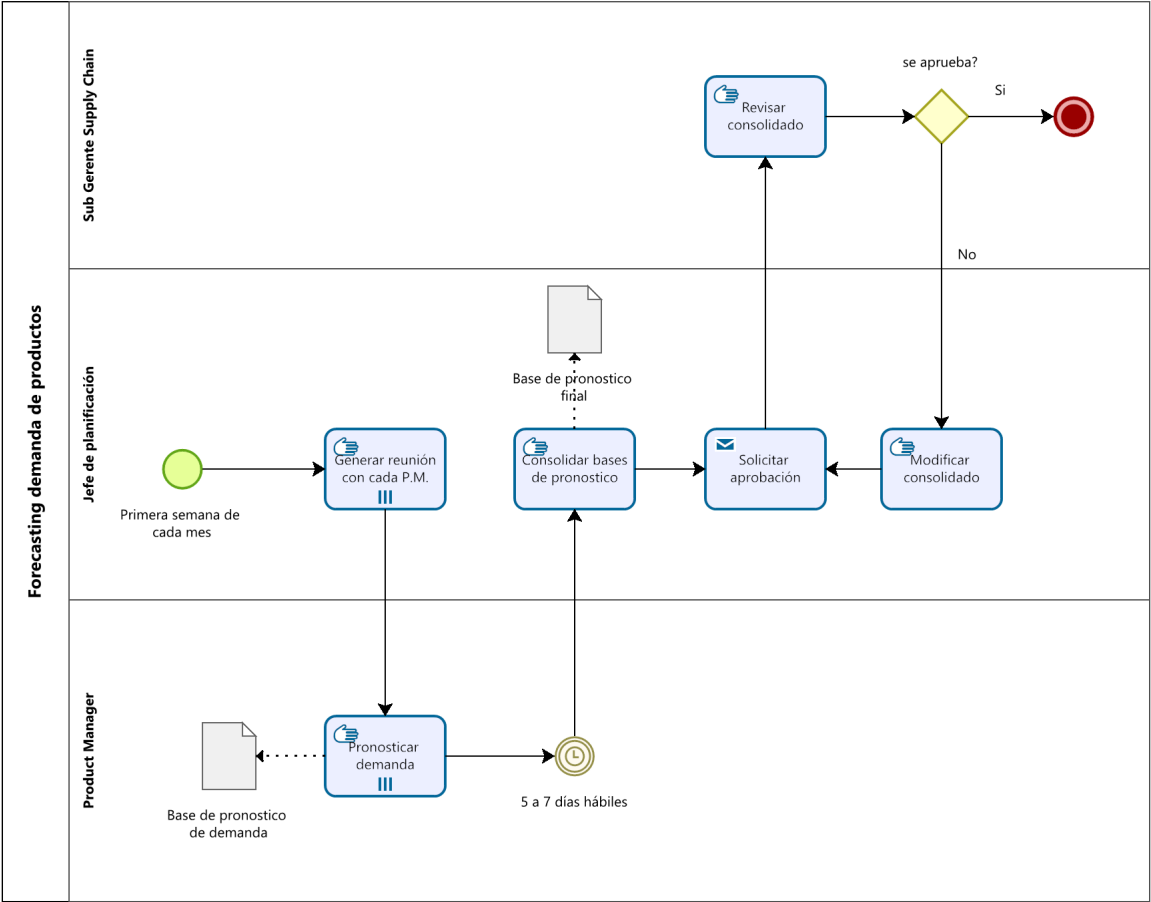 Forecasting demanda de productos
Sub Gerente Supply Chain
se aprueba?
Si
Revisar
consolidado
No
Jefe de planificación
Base de pronostico
final
Generar reunión
con cada P.M.
Consolidar bases
de pronostico
Solicitar
aprobación
Modificar
consolidado
Primera semana de
cada mes
Product Manager
Pronosticar
demanda
5 a 7 días hábiles
Base de pronostico
de demanda